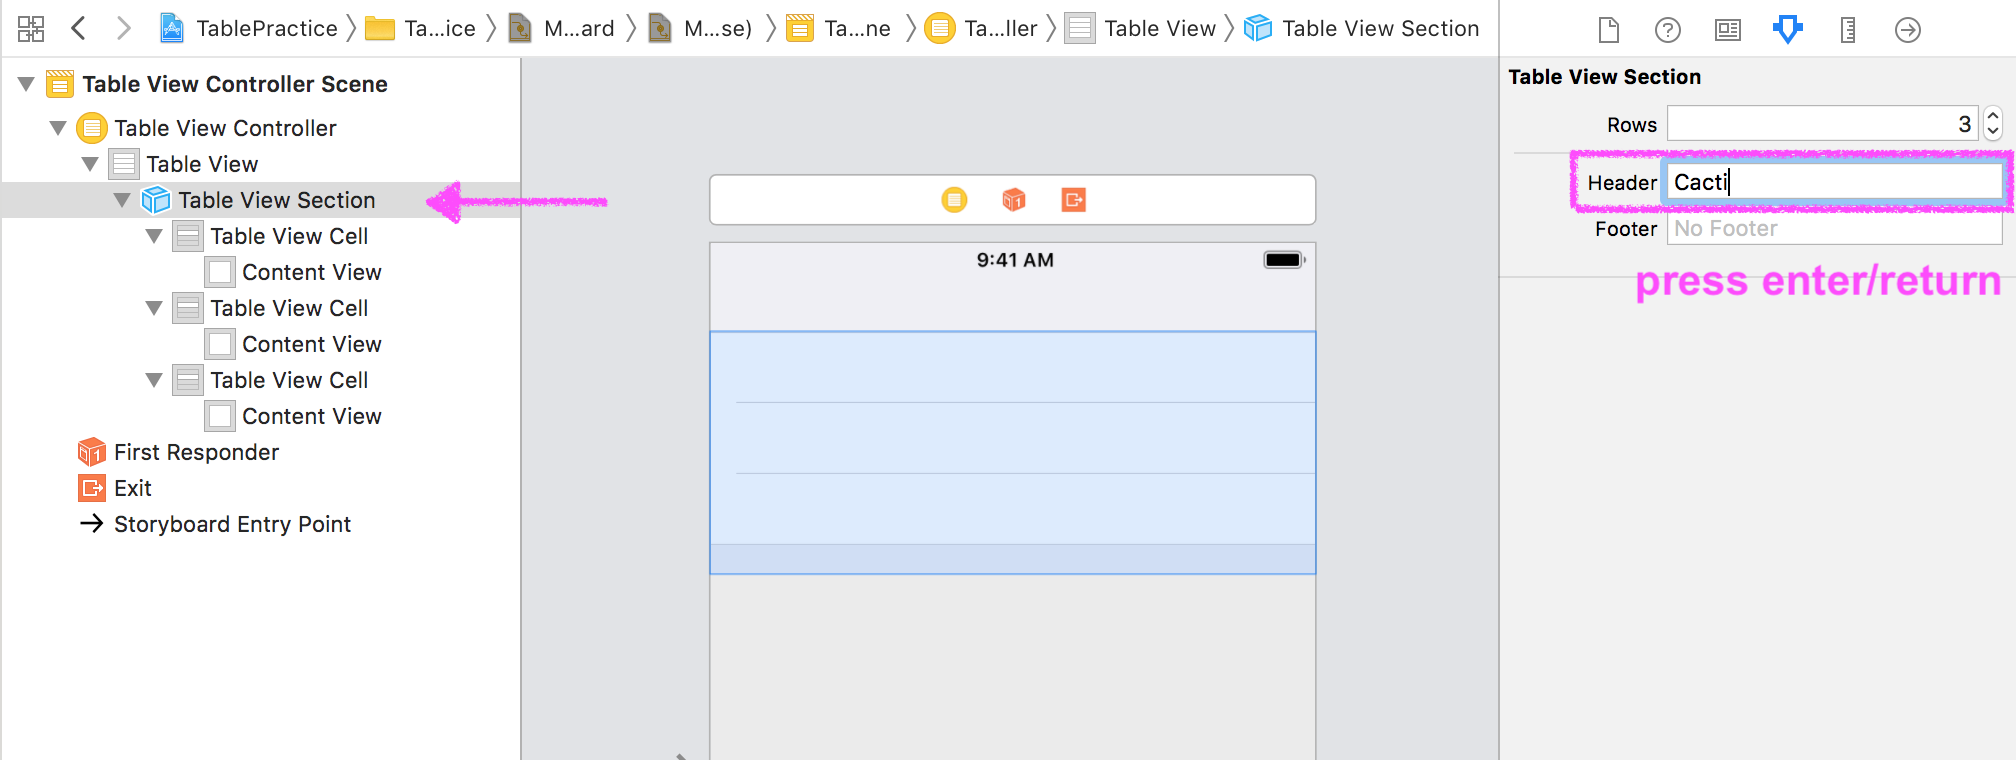 TablePractice Ta...ice M...ard M...se) Ta...ne Ta...ller Table View Table View Section
Table View Controller Scene
Table View Controller
Table View
Table View Section
Table View Cell
Content View
Table View Cell
Content View
Table View Cell
Content View
First Responder
Exit
Storyboard Entry Point
9:41 AM
Table View Section
Rows 3
Header Cacti
Footer No Footer
press enter/return